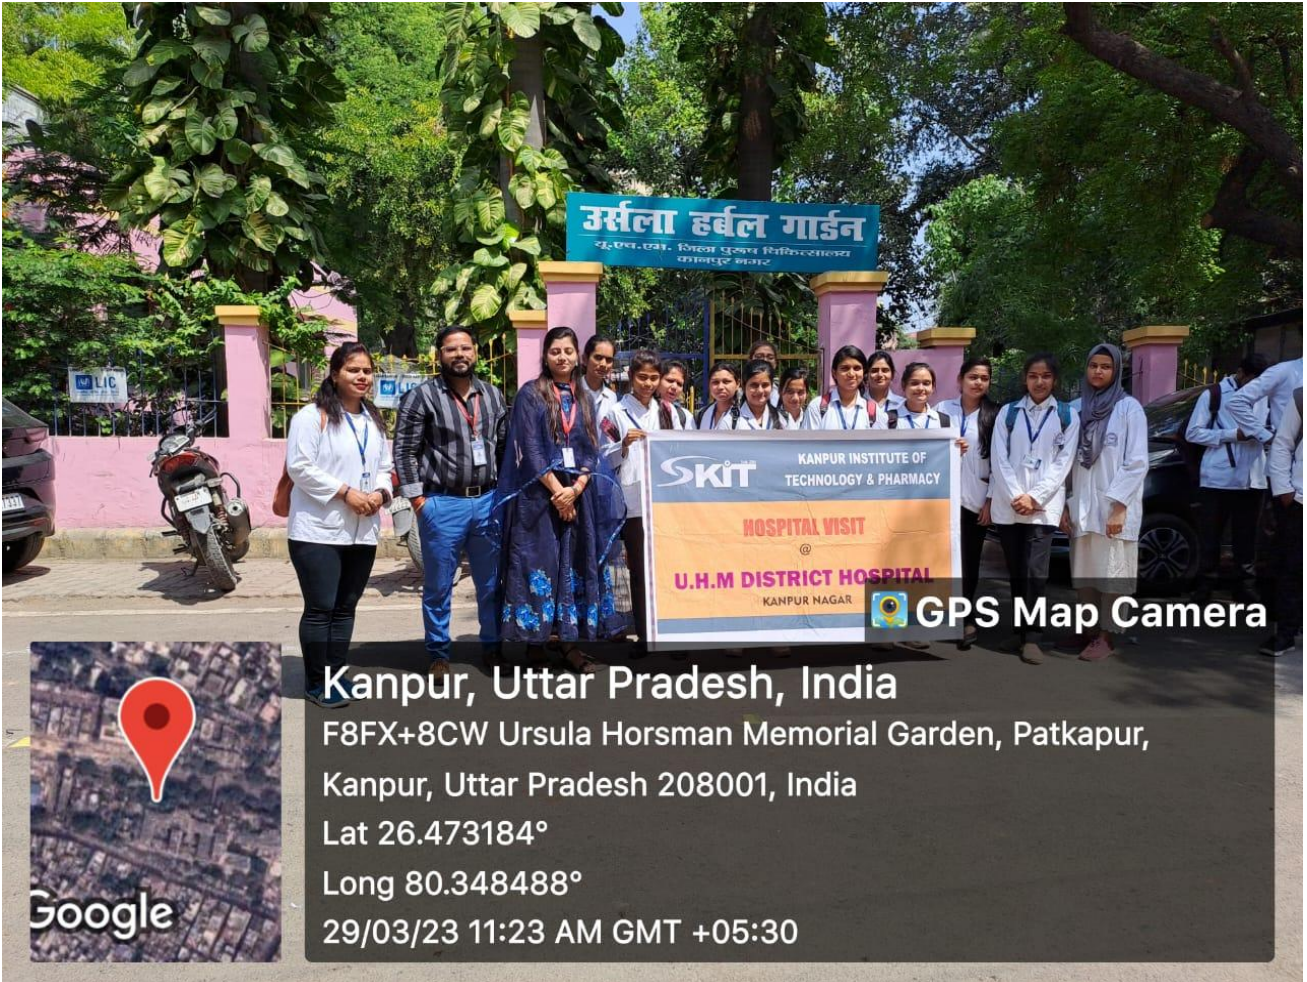 उर्सला हर्बल गार्डन
यू.एच.एम. जिला पुरुष चिकित्सालय
कानपुर नगर
LIC
LIC
SKIT
KANPUR INSTITUTE OF
TECHNOLOGY & PHARMACY
HOSPITAL VISIT
@
U.H.M DISTRICT HOSPITAL
KANPUR NAGAR
GPS Map Camera
Kanpur, Uttar Pradesh, India
F8FX+8CW Ursula Horsman Memorial Garden, Patkapur,
Kanpur, Uttar Pradesh 208001, India
Lat 26.473184°
Long 80.348488°
29/03/23 11:23 AM GMT +05:30
Google